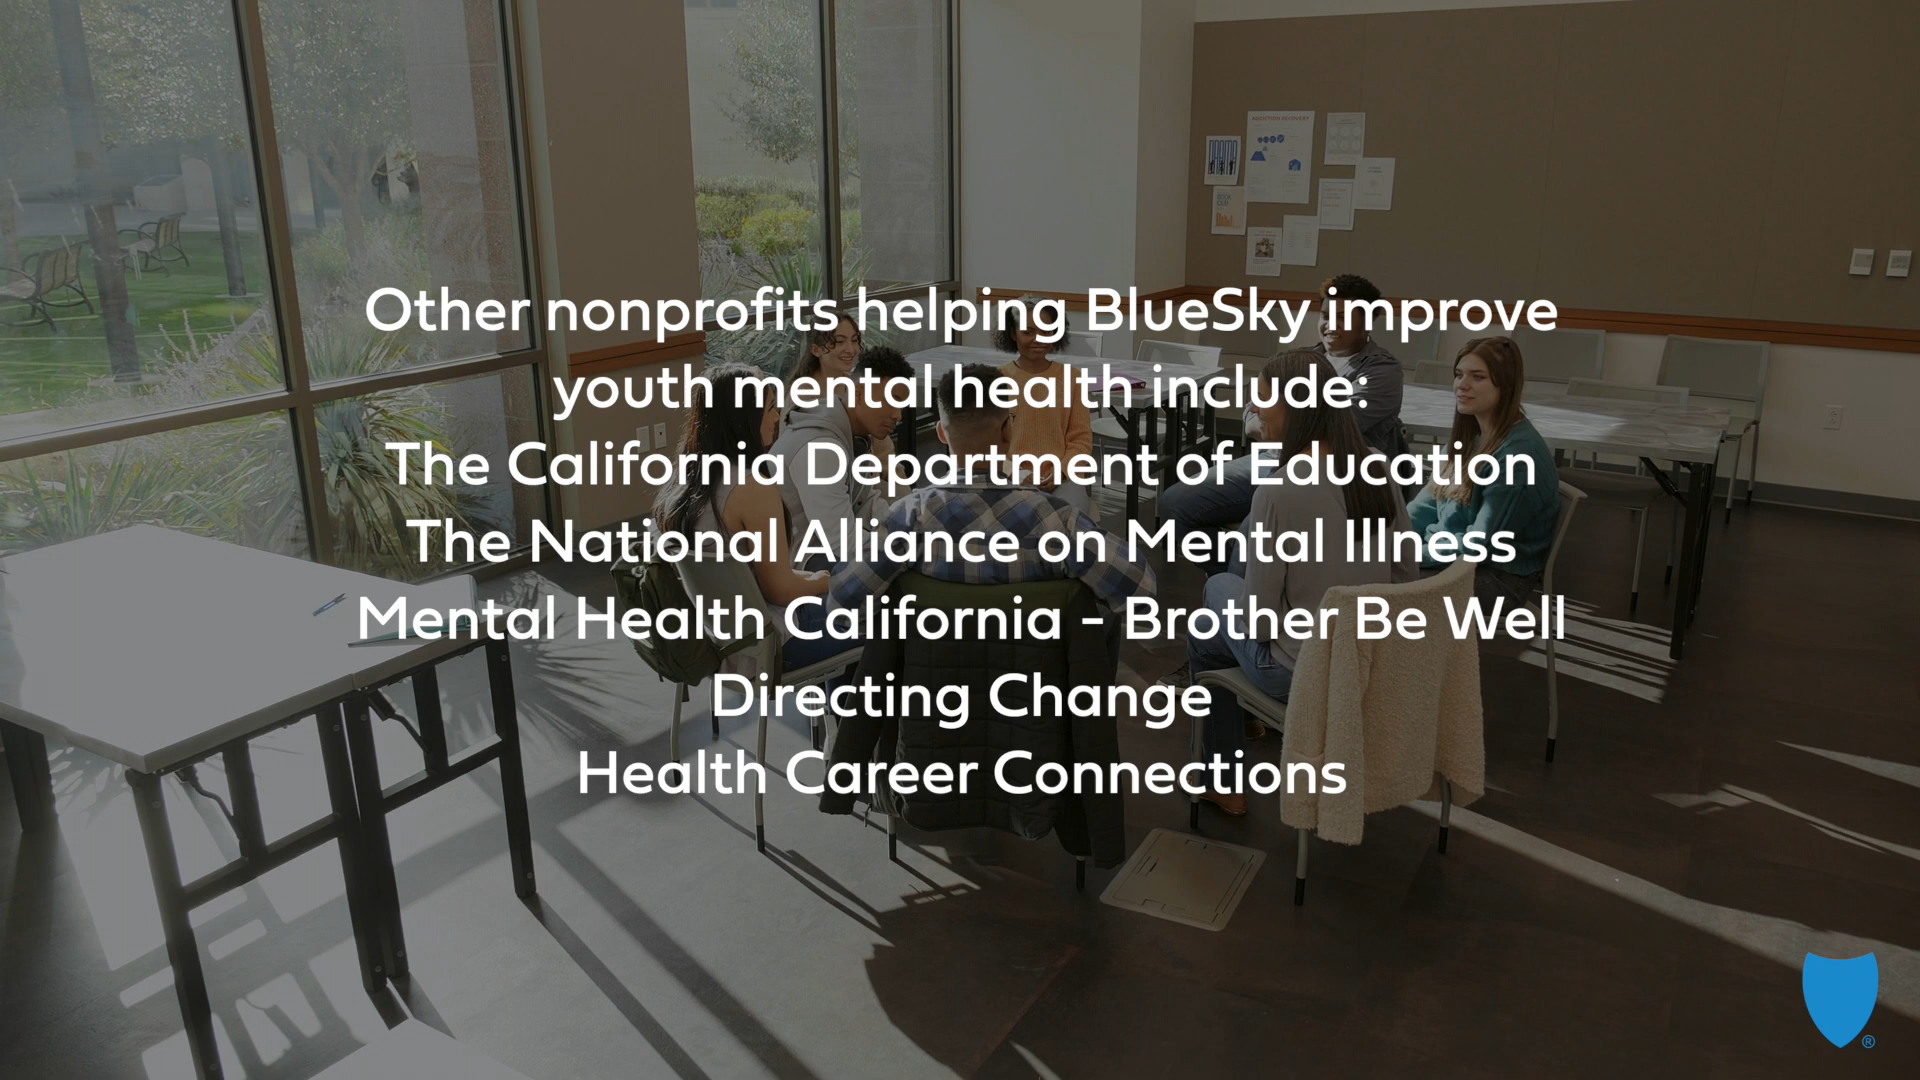 Other nonprofits helping BlueSky improve
youth mental health include:
The California Department of Education
The National Alliance on Mental Illness
Mental Health California - Brother Be Well
Directing Change
Health Career Connections
®